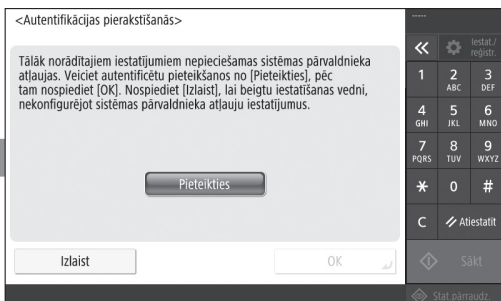 <Autentifikācijas pierakstīšanās>
Tālāk norādītajiem iestatījumiem nepieciešamas sistēmas pārvaldnieka
atļaujas. Veiciet autentificētu pieteikšanos no [Pieteikties], pēc
tam nospiediet [OK]. Nospiediet [Izlaist], lai beigtu iestatīšanas vedni,
nekonfigurējot sistēmas pārvaldnieka atļauju iestatījumus.
Pieteikties
Izlaist
OK
Iestat./
reģistr.
1 2 3
ABC DEF
4 5 6
GHI JKL MNO
7 8 9
PQRS TUV WXYZ
* 0 #
C Atiestatīt
Sākt
Stat.pārraudz.